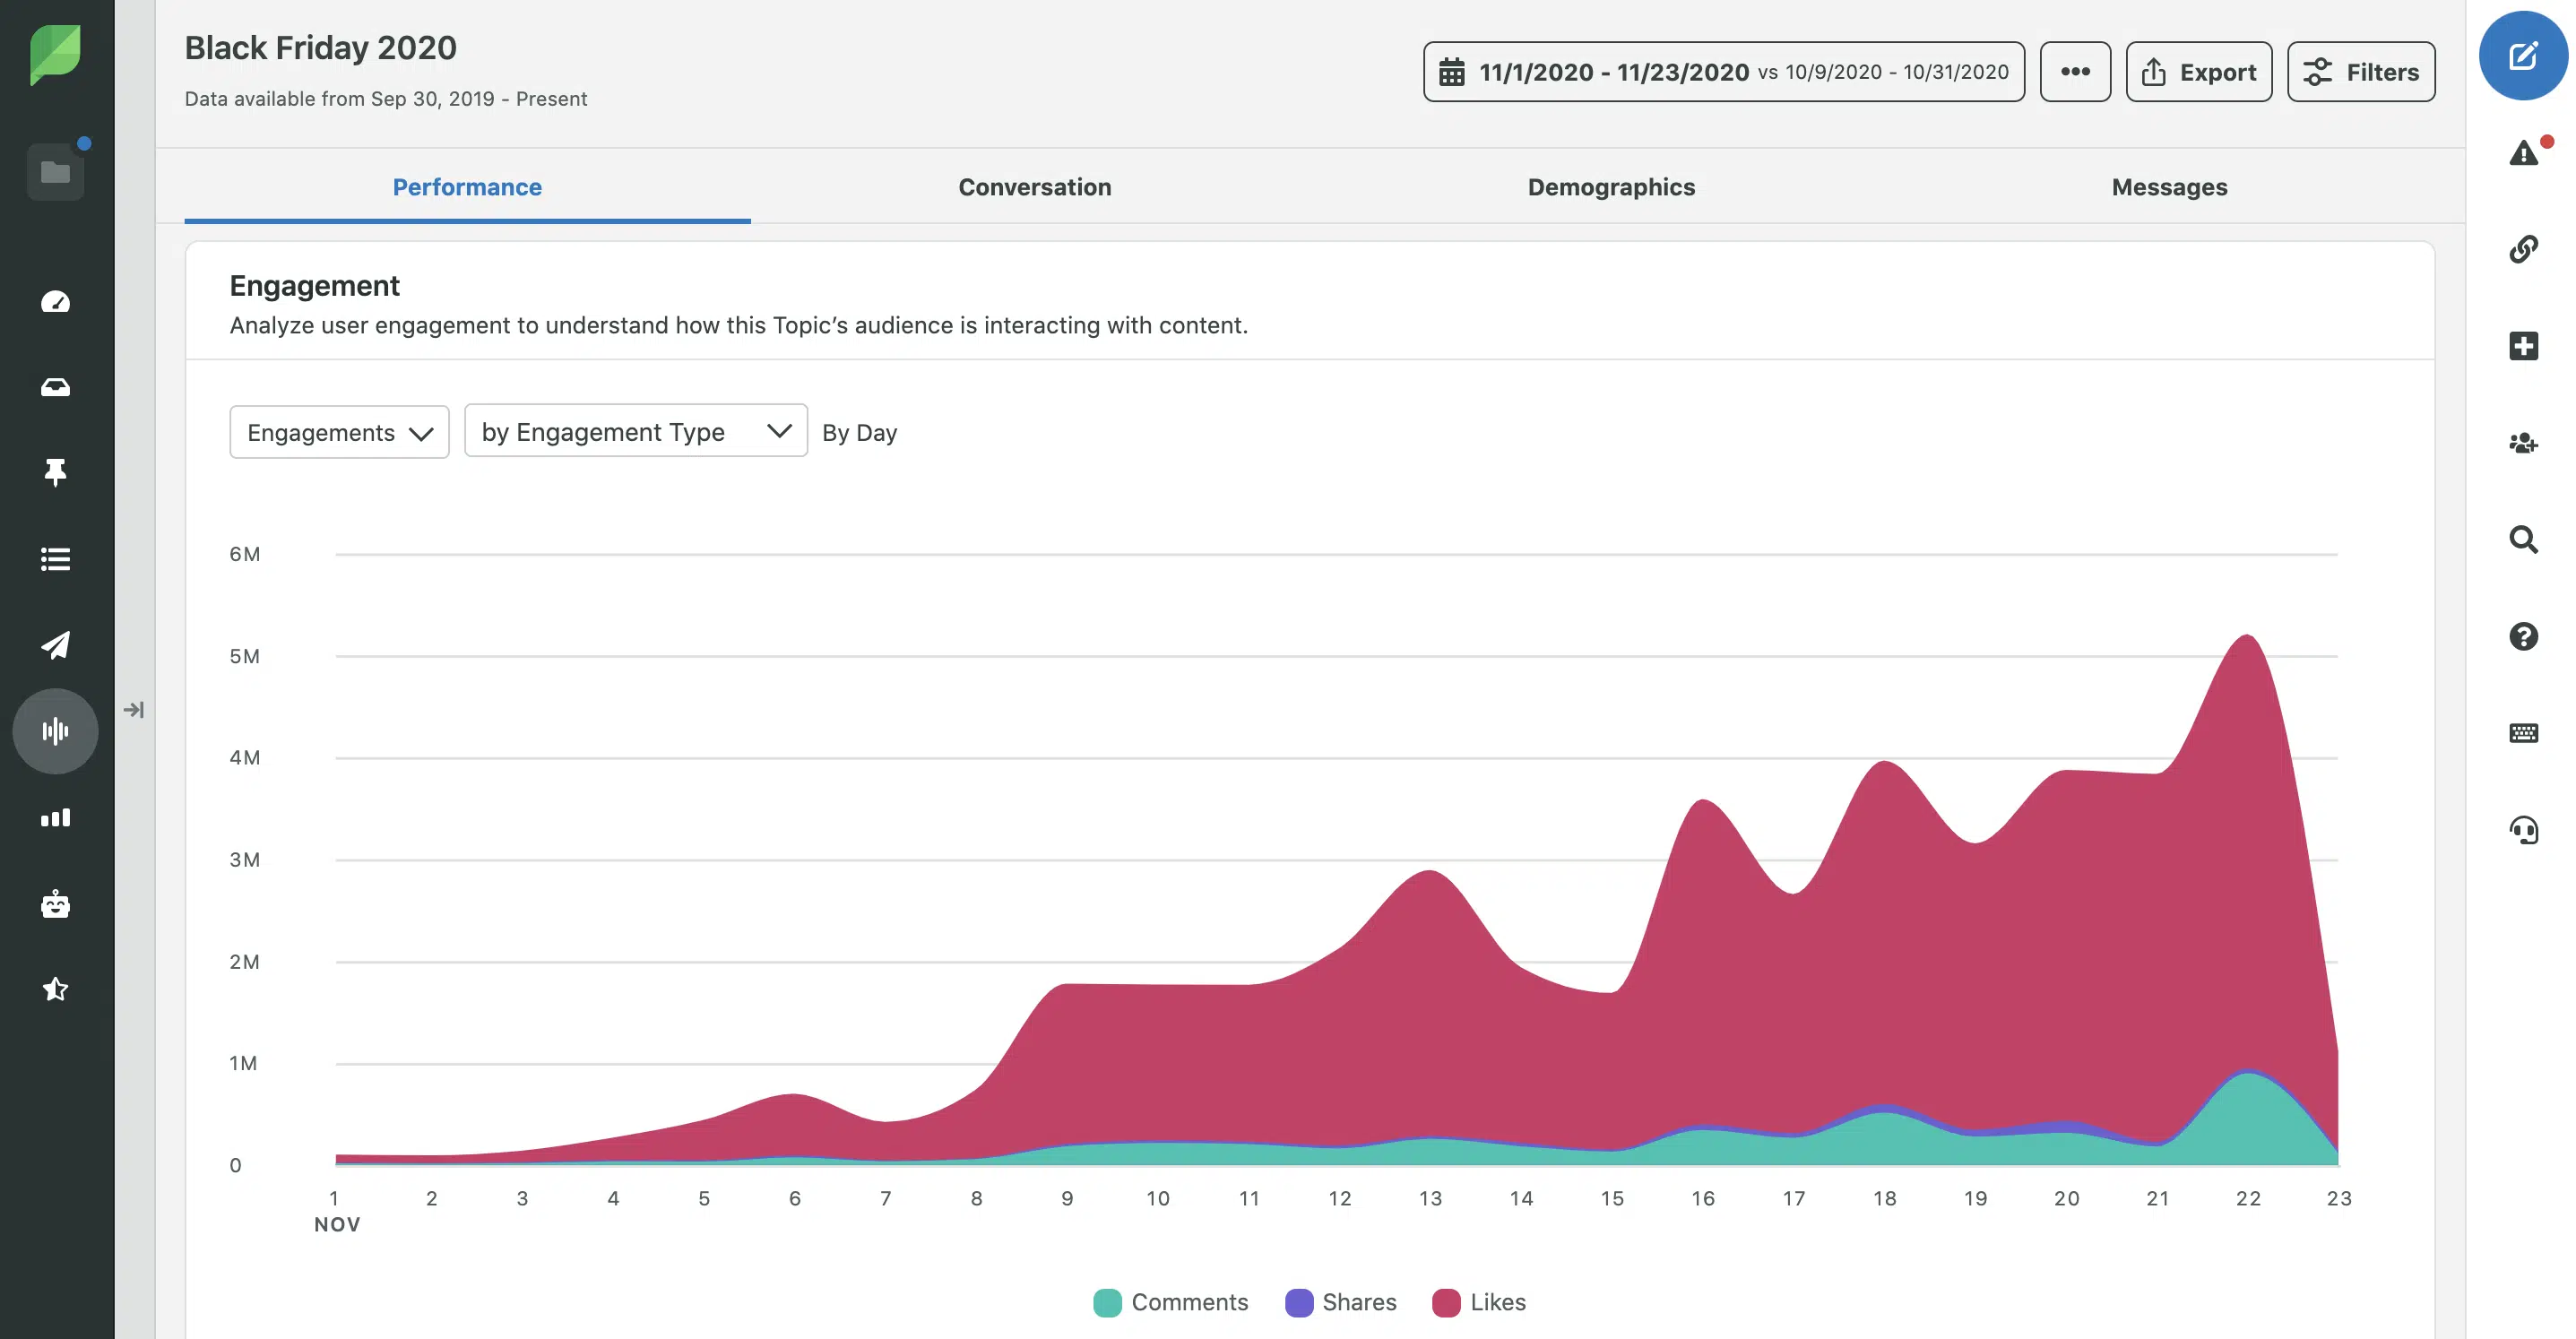 Black Friday 2020
Data available from Sep 30, 2019 - Present
11/1/2020 - 11/23/2020 vs 10/9/2020 - 10/31/2020
Export
Filters
Performance
Conversation
Demographics
Messages
Engagement
Analyze user engagement to understand how this Topic’s audience is interacting with content.
Engagements
by Engagement Type
By Day
6M
5M
4M
3M
2M
1M
0
1 2 3 4 5 6 7 8 9 10 11 12 13 14 15 16 17 18 19 20 21 22 23
NOV
Comments Shares Likes